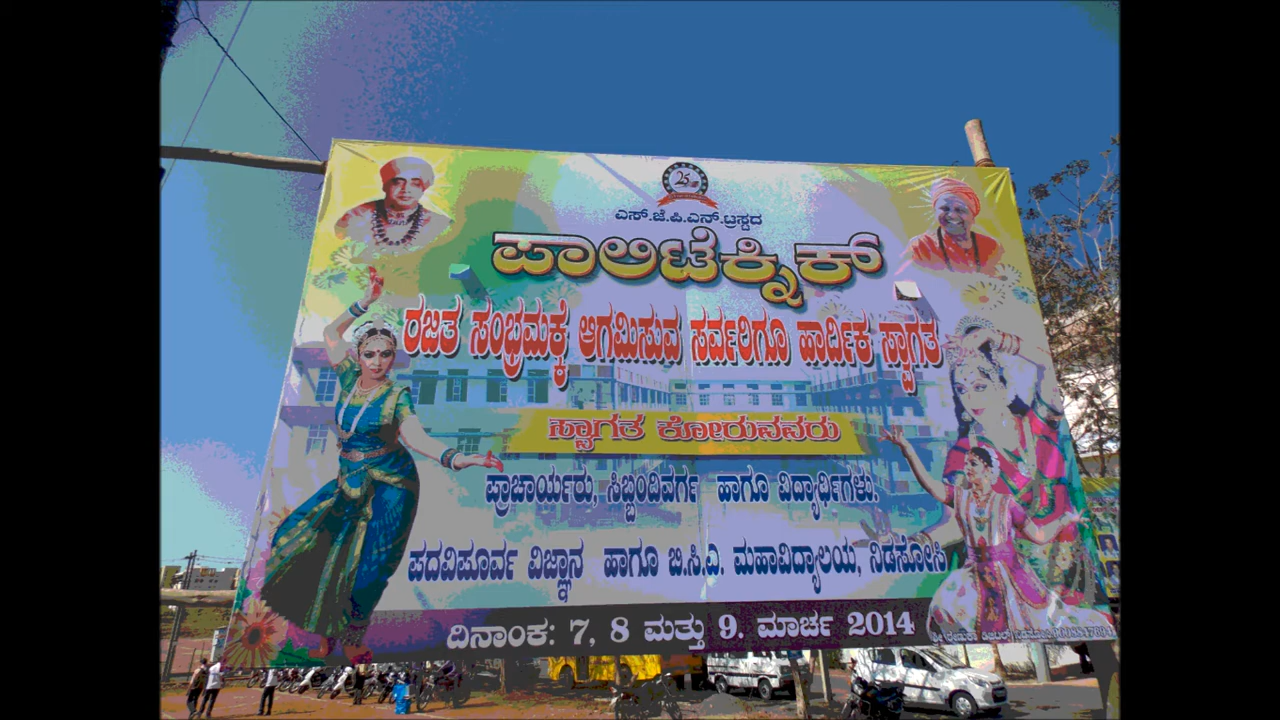 25
ಎಸ್.ಜೆ.ಪಿ.ಎನ್.ಟ್ರಸ್ಟದ
ಪಾಲಿಟೆಕ್ನಿಕ್
ರಜತ ಸಂಭ್ರಮಕ್ಕೆ ಆಗಮಿಸುವ ಸರ್ವರಿಗೂ ಹಾರ್ದಿಕ ಸ್ವಾಗತ
ಸ್ವಾಗತ ಕೋರುವವರು
ಪ್ರಾಚಾರ್ಯರು, ಸಿಬ್ಬಂದಿವರ್ಗ ಹಾಗೂ ವಿದ್ಯಾರ್ಥಿಗಳು.
ಪದವಿಪೂರ್ವ ವಿಜ್ಞಾನ ಹಾಗೂ ಬಿ.ಸಿ.ಎ. ಮಹಾವಿದ್ಯಾಲಯ, ನಿಡಸೋಸಿ
ದಿನಾಂಕ: 7, 8 ಮತ್ತು 9. ಮಾರ್ಚ 2014